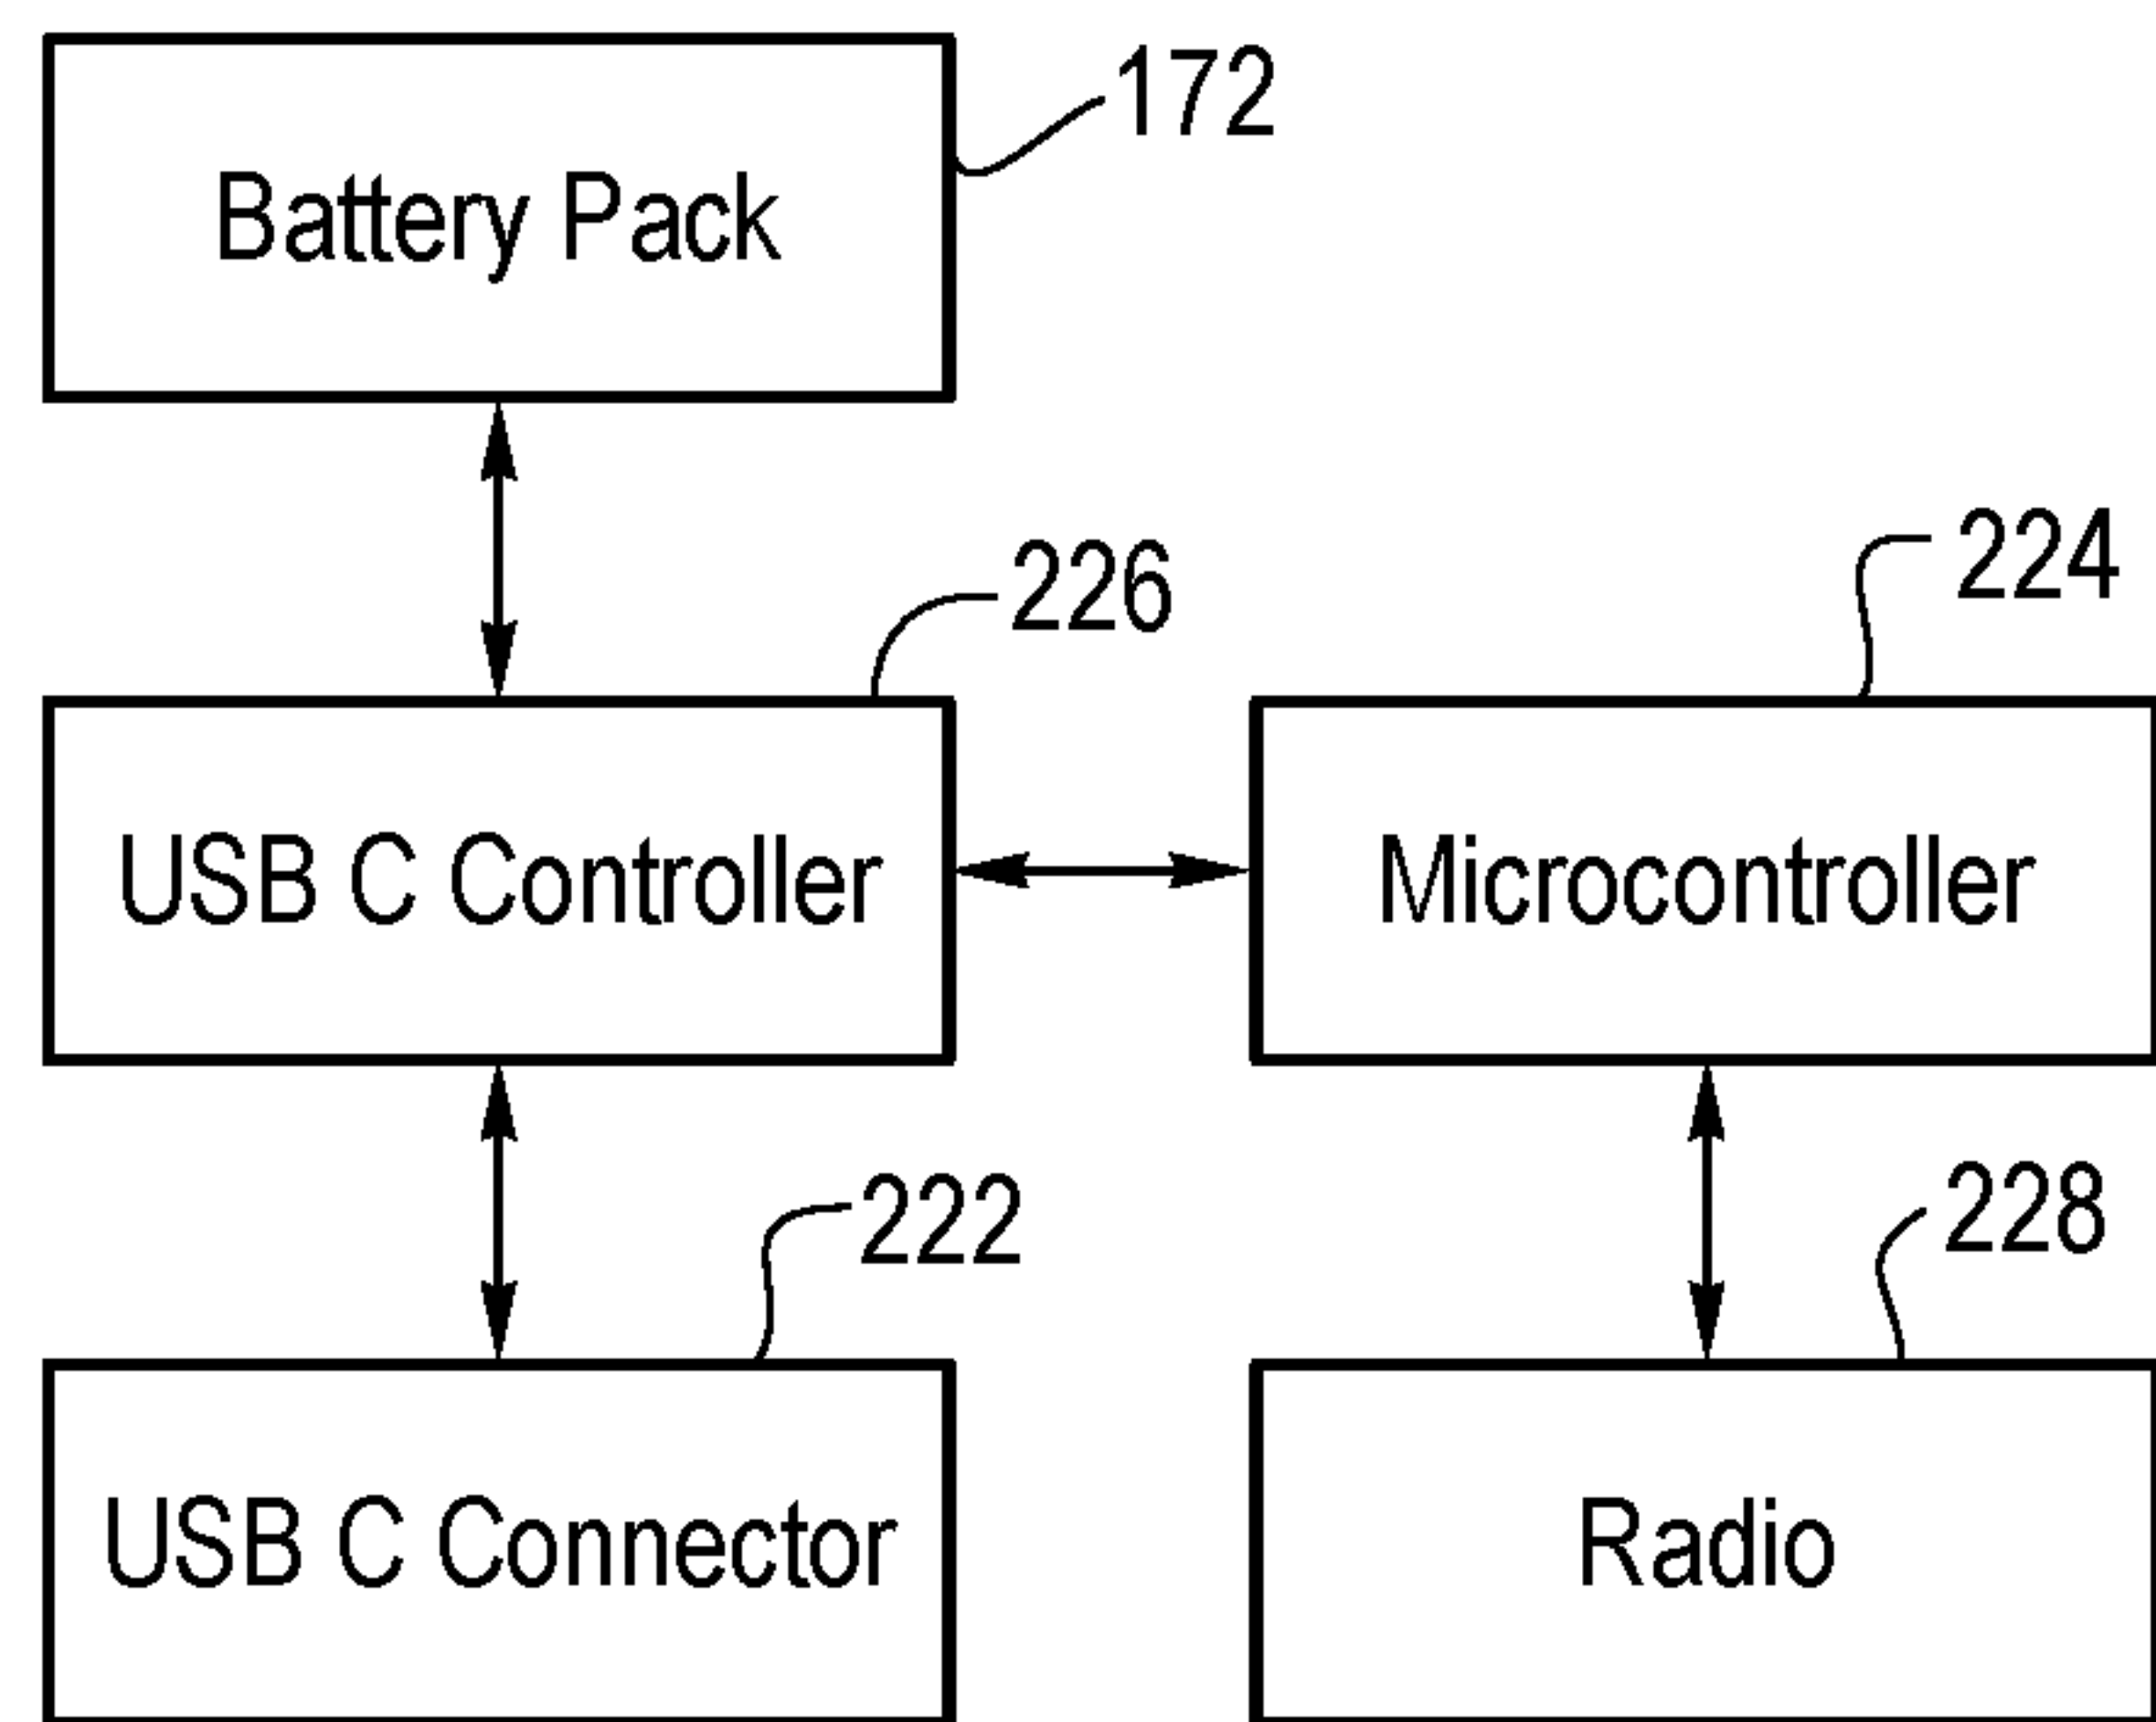 172
Battery Pack
226
224
USB C Controller
Microcontroller
222
228
USB C Connector
Radio